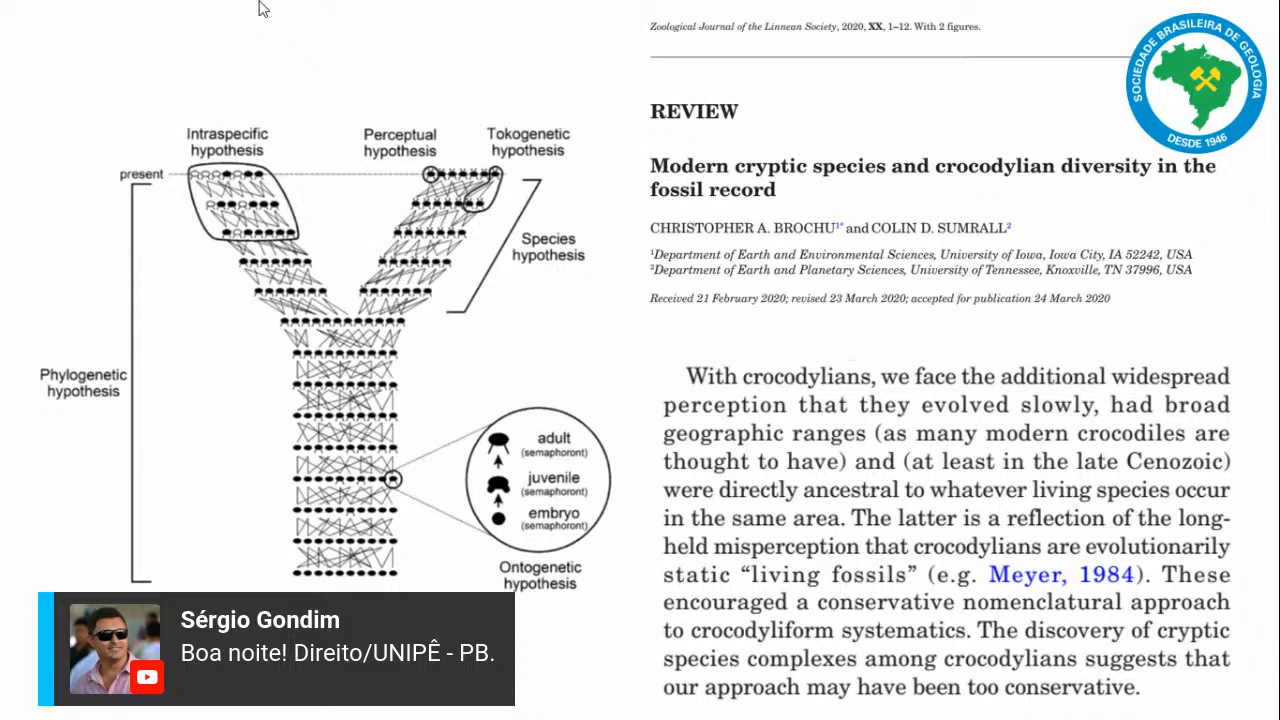 Intraspecific
hypothesis
Perceptual
hypothesis
Tokogenetic
hypothesis
present
Species
hypothesis
Phylogenetic
hypothesis
adult
(semaphoront)
juvenile
(semaphoront)
embryo
(semaphoront)
Ontogenetic
hypothesis
Sérgio Gondim
Boa noite! Direito/UNIPÊ - PB.
Zoological Journal of the Linnean Society, 2020, XX, 1–12. With 2 figures.
SOCIEDADE BRASILEIRA DE GEOLOGIA
DESDE 1946
REVIEW
Modern cryptic species and crocodylian diversity in the
fossil record
CHRISTOPHER A. BROCHU1* and COLIN D. SUMRALL2
1Department of Earth and Environmental Sciences, University of Iowa, Iowa City, IA 52242, USA
2Department of Earth and Planetary Sciences, University of Tennessee, Knoxville, TN 37996, USA
Received 21 February 2020; revised 23 March 2020; accepted for publication 24 March 2020
With crocodylians, we face the additional widespread
perception that they evolved slowly, had broad
geographic ranges (as many modern crocodiles are
thought to have) and (at least in the late Cenozoic)
were directly ancestral to whatever living species occur
in the same area. The latter is a reflection of the long-
held misperception that crocodylians are evolutionarily
static “living fossils” (e.g. Meyer, 1984). These
encouraged a conservative nomenclatural approach
to crocodyliform systematics. The discovery of cryptic
species complexes among crocodylians suggests that
our approach may have been too conservative.